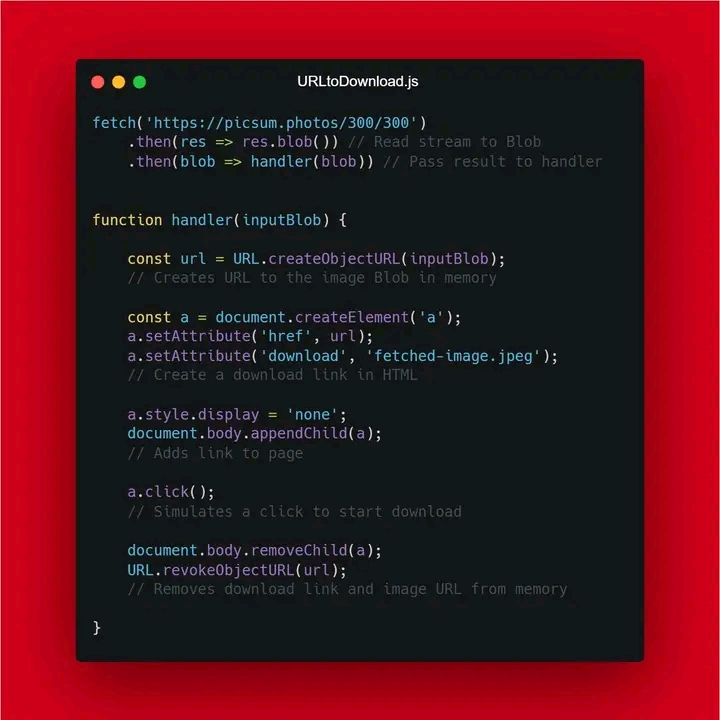 URLtoDownload.js
fetch('https://picsum.photos/300/300')
    .then(res => res.blob()) // Read stream to Blob
    .then(blob => handler(blob)) // Pass result to handler
function handler(inputBlob) {
    const url = URL.createObjectURL(inputBlob);
    // Creates URL to the image Blob in memory
    const a = document.createElement('a');
    a.setAttribute('href', url);
    a.setAttribute('download', 'fetched-image.jpeg');
    // Create a download link in HTML
    a.style.display = 'none';
    document.body.appendChild(a);
    // Adds link to page
    a.click();
    // Simulates a click to start download
    document.body.removeChild(a);
    URL.revokeObjectURL(url);
    // Removes download link and image URL from memory
}